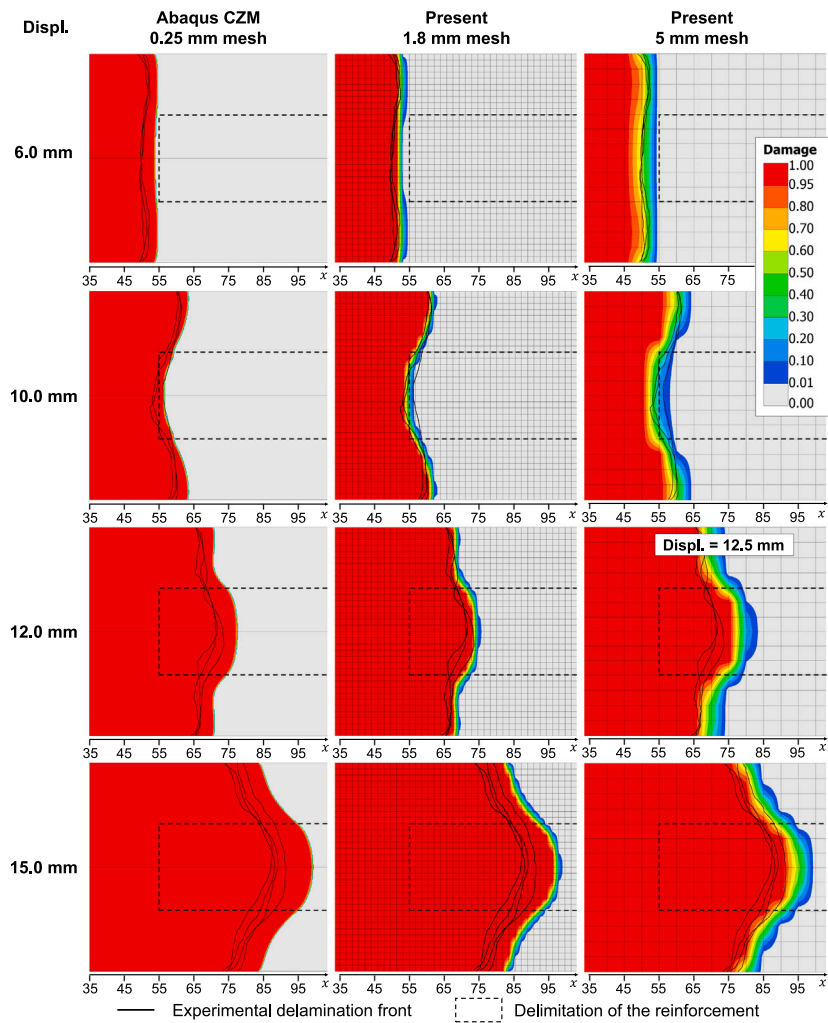 Displ.
Abaqus CZM
0.25 mm mesh
Present
1.8 mm mesh
Present
5 mm mesh
6.0 mm
Damage
1.00
0.95
0.80
0.70
0.60
0.50
0.40
0.30
0.20
0.10
0.01
0.00
35 45 55 65 75 85 95 x
35 45 55 65 75 85 95 x
35 45 55 65 75
10.0 mm
35 45 55 65 75 85 95 x
35 45 55 65 75 85 95 x
35 45 55 65 75 85 95 x
12.0 mm
Displ. = 12.5 mm
35 45 55 65 75 85 95 x
35 45 55 65 75 85 95 x
35 45 55 65 75 85 95 x
15.0 mm
35 45 55 65 75 85 95 x
35 45 55 65 75 85 95 x
35 45 55 65 75 85 95 x
Experimental delamination front
Delimitation of the reinforcement